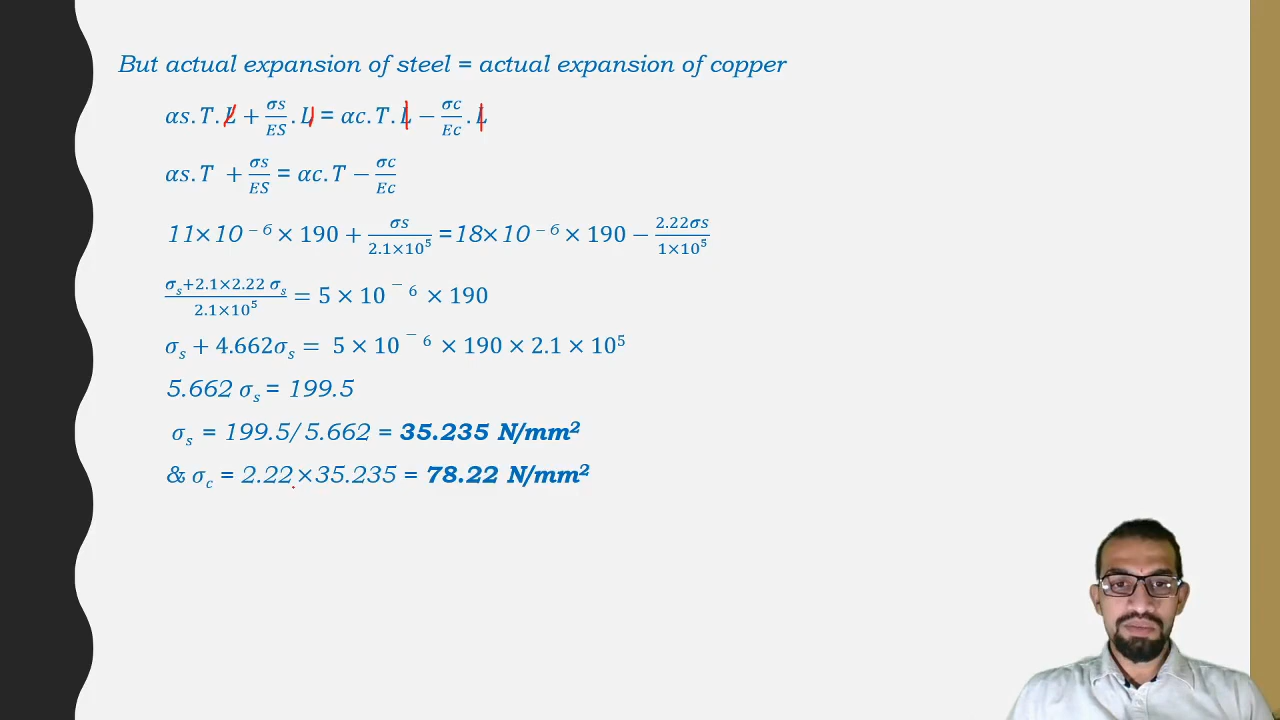 But actual expansion of steel = actual expansion of copper
αs.T.L + σs/ES .L = αc.T.L − σc/Ec .L
αs.T + σs/ES = αc.T − σc/Ec
11×10⁻⁶ × 190 + σs/2.1×10⁵ = 18×10⁻⁶ × 190 − 2.22σs/1×10⁵
σₛ+2.1×2.22 σₛ/2.1×10⁵ = 5 × 10⁻⁶ × 190
σₛ + 4.662σₛ = 5 × 10⁻⁶ × 190 × 2.1 × 10⁵
5.662 σₛ = 199.5
σₛ = 199.5/5.662 = 35.235 N/mm²
& σ꜀ = 2.22×35.235 = 78.22 N/mm²